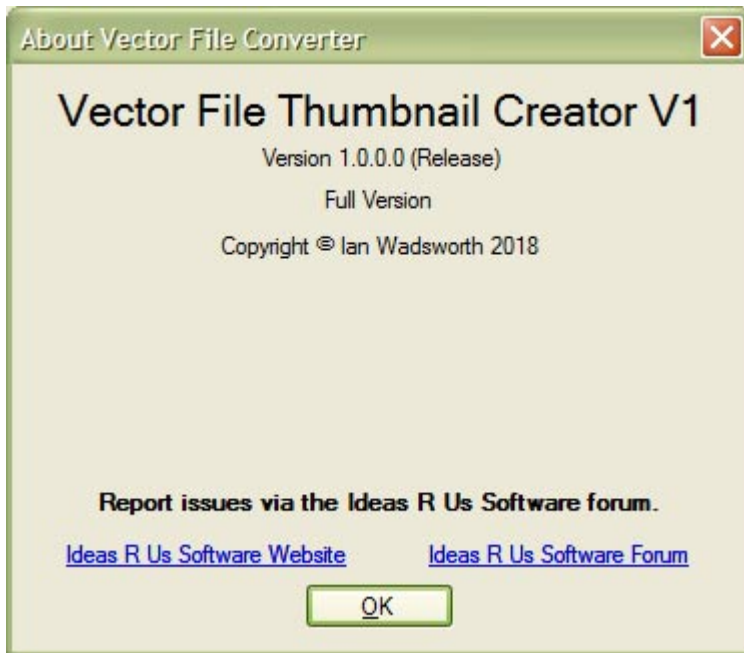 About Vector File Converter
Vector File Thumbnail Creator V1
Version 1.0.0.0 (Release)
Full Version
Copyright © Ian Wadsworth 2018
Report issues via the Ideas R Us Software forum.
Ideas R Us Software Website Ideas R Us Software Forum
OK